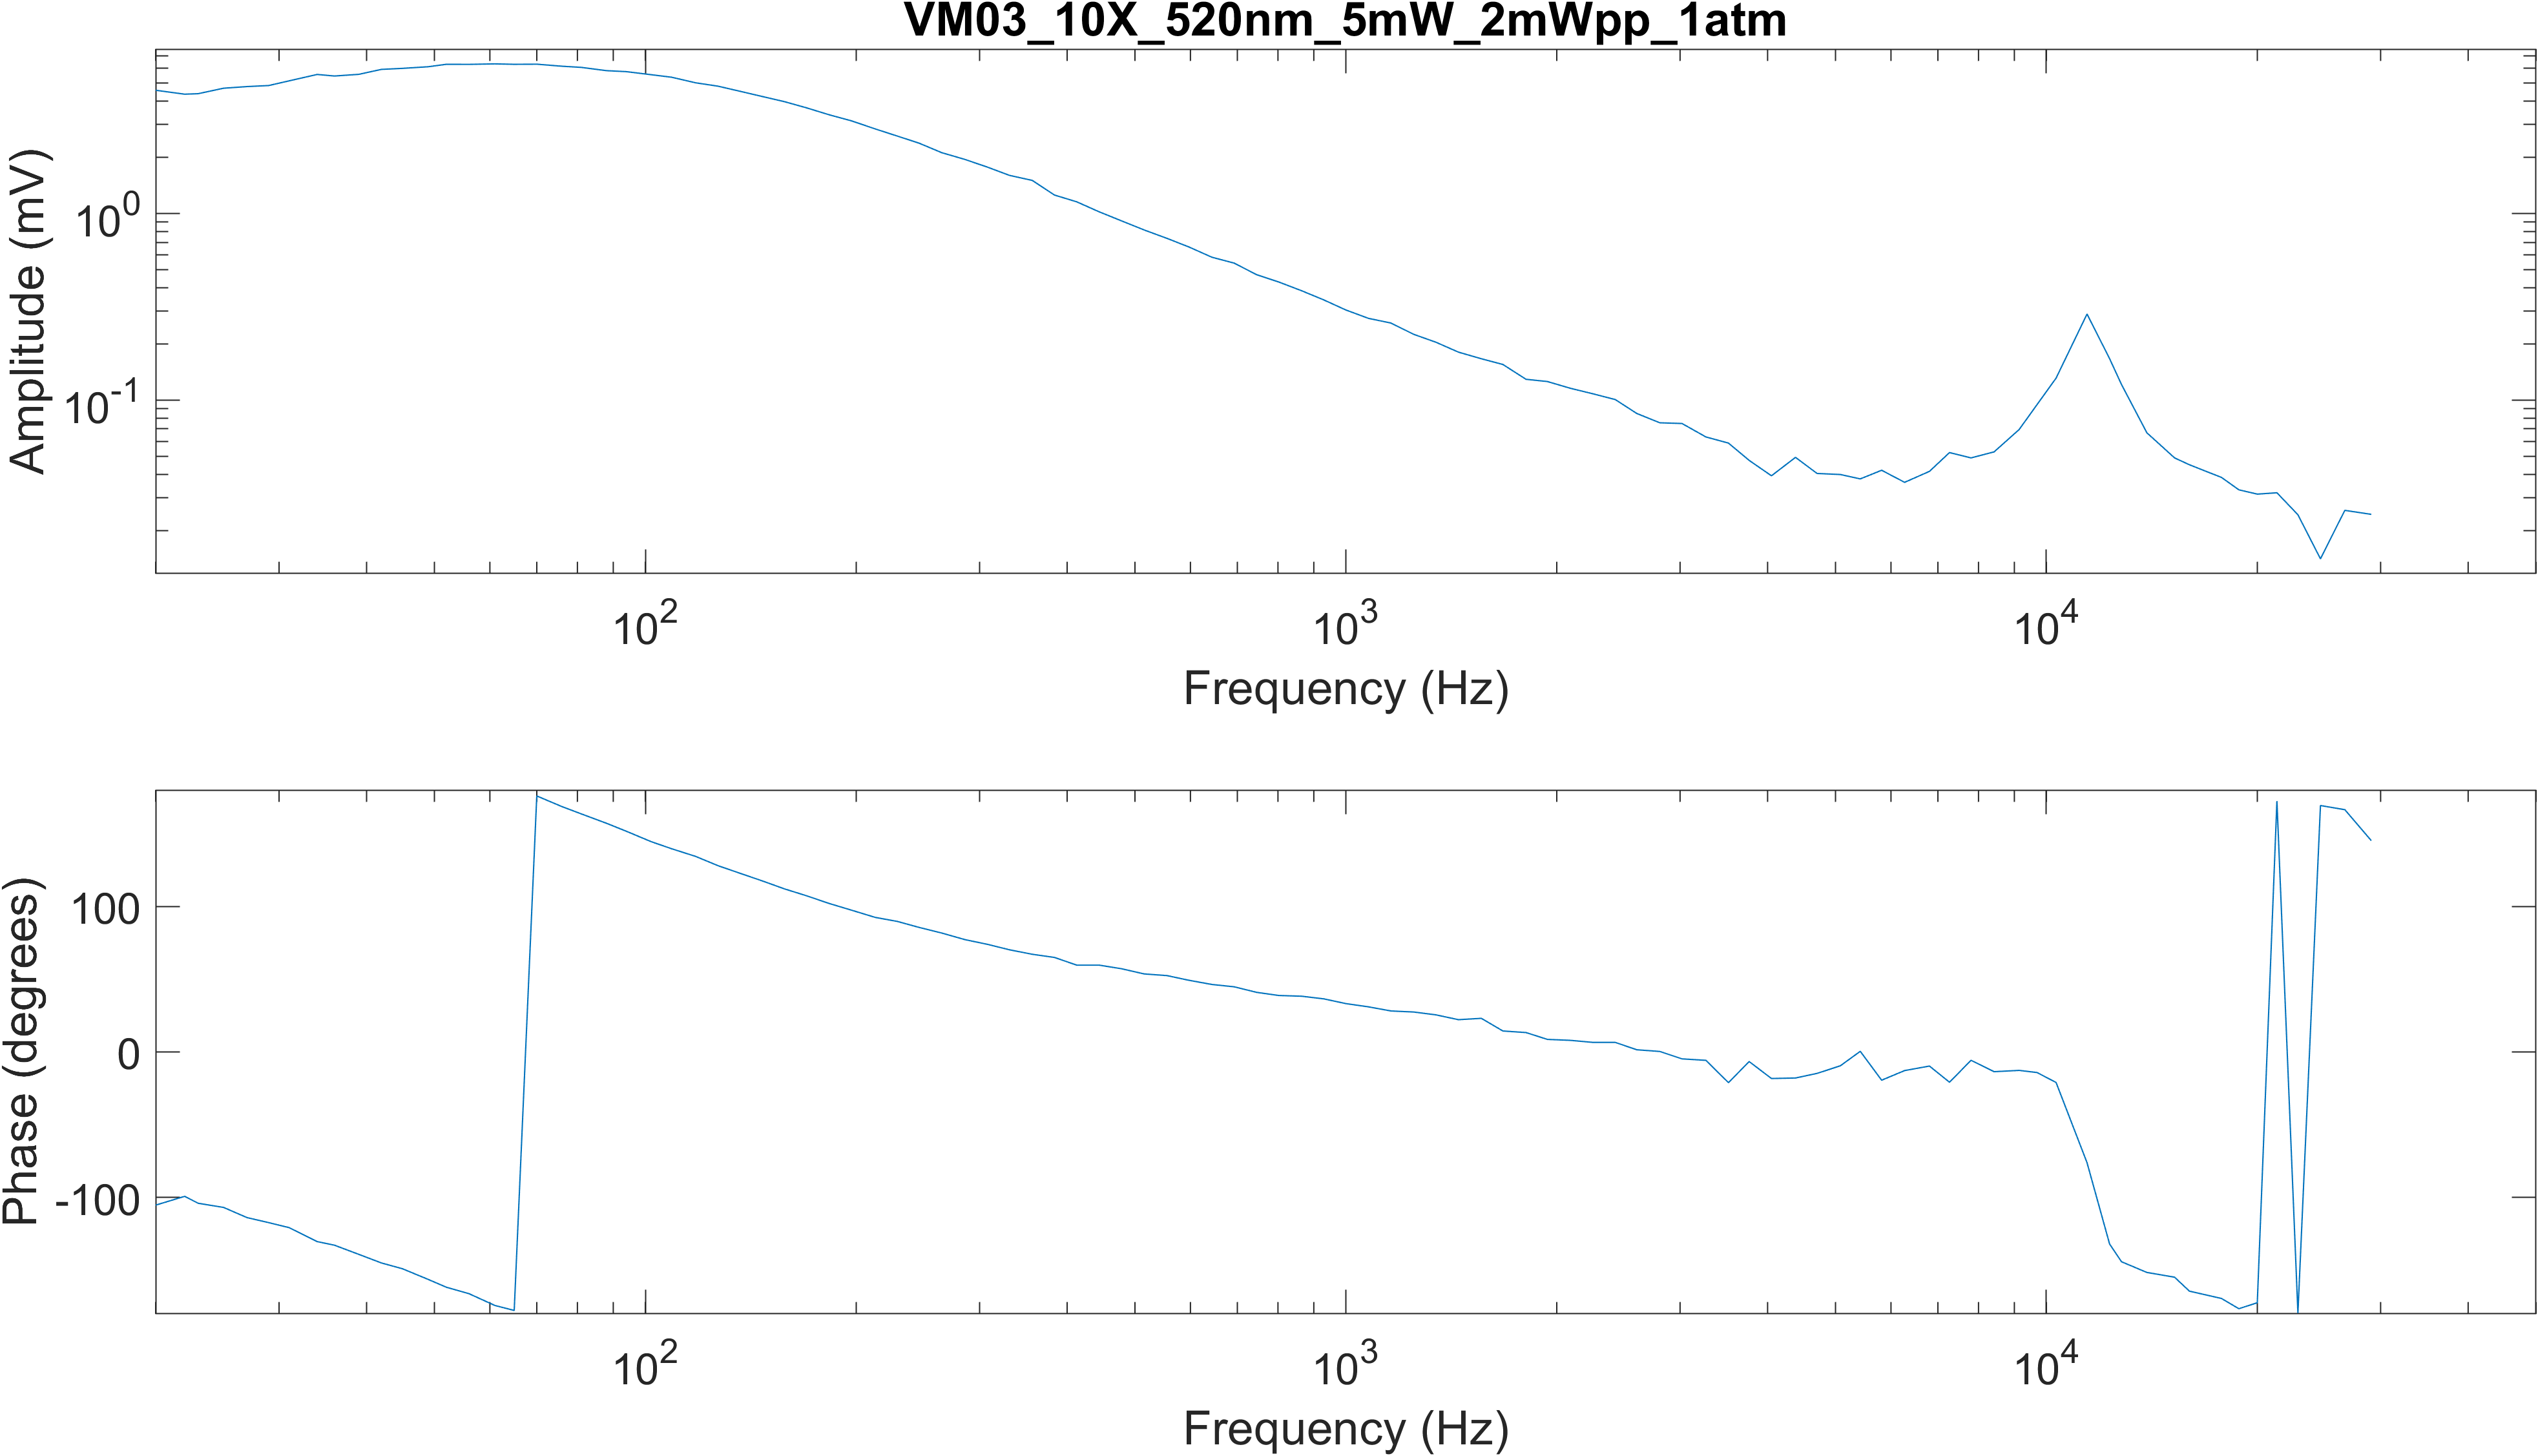 VM03_10X_520nm_5mW_2mWpp_1atm
Amplitude (mV)
10^0
10^-1
10^2
10^3
10^4
Frequency (Hz)
Phase (degrees)
100
0
-100
10^2
10^3
10^4
Frequency (Hz)